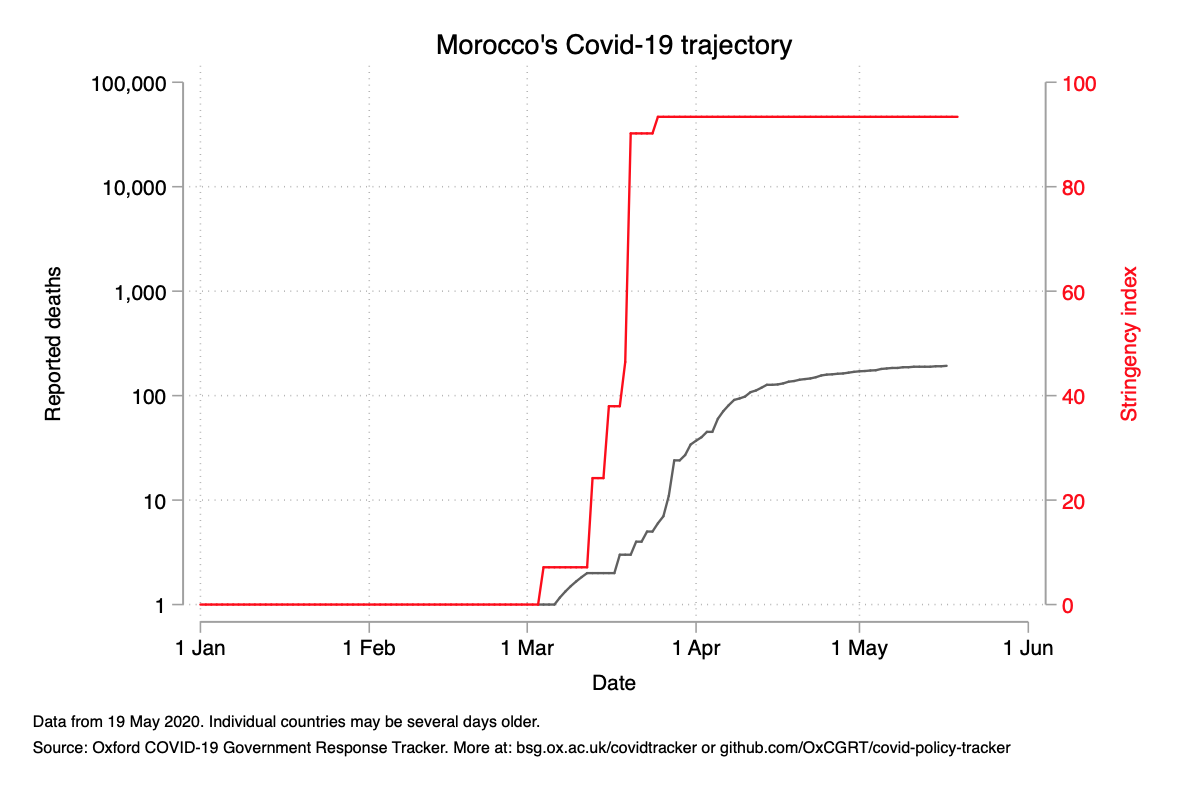 Morocco's Covid-19 trajectory
100,000
10,000
1,000
100
10
1
Reported deaths
100
80
60
40
20
0
Stringency index
1 Jan
1 Feb
1 Mar
1 Apr
1 May
1 Jun
Date
Data from 19 May 2020. Individual countries may be several days older.
Source: Oxford COVID-19 Government Response Tracker. More at: bsg.ox.ac.uk/covidtracker or github.com/OxCGRT/covid-policy-tracker